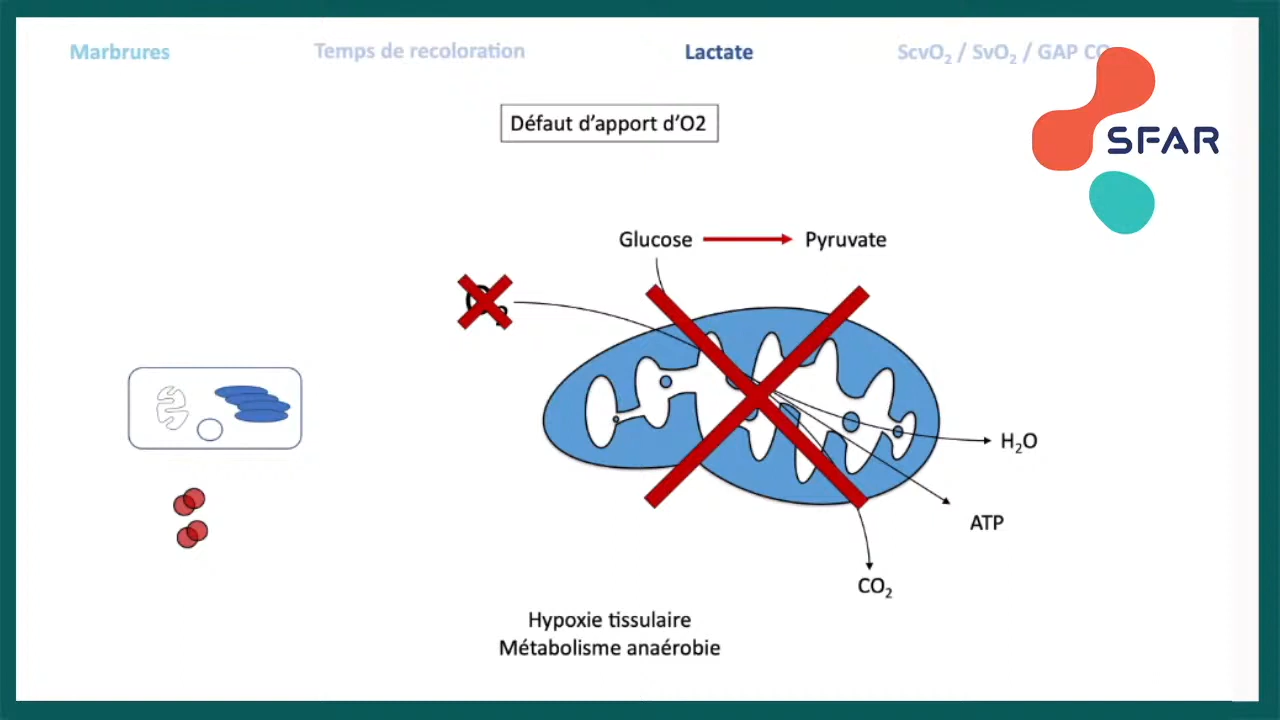 Marbrures
Temps de recoloration
Lactate
ScvO₂ / SvO₂ / GAP
SFAR
Défaut d’apport d’O2
Glucose
Pyruvate
O₂
H₂O
ATP
CO₂
Hypoxie tissulaire
Métabolisme anaérobie